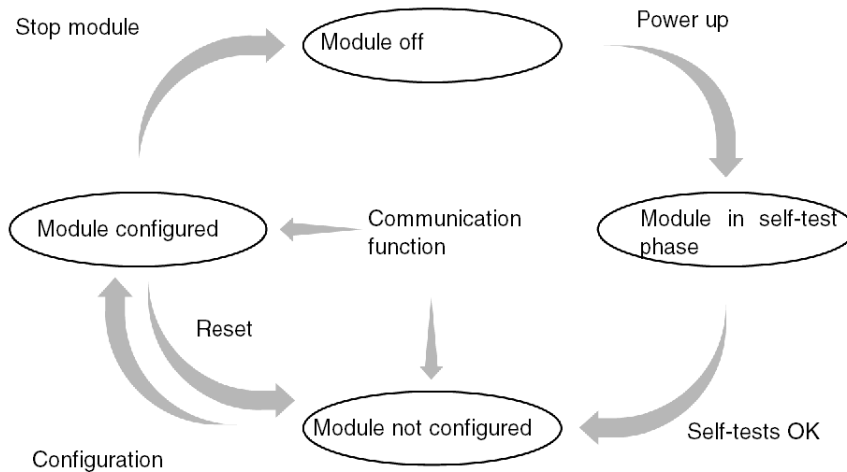 Stop module
Module off
Power up
Module configured
Communication
function
Module in self-test
phase
Reset
Module not configured
Self-tests OK
Configuration